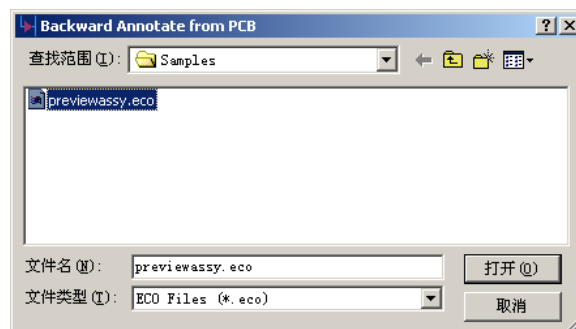 Backward Annotate from PCB
查找范围(I): Samples
previewassy.eco
文件名(N): previewassy.eco 打开(O)
文件类型(T): ECO Files (*.eco) 取消